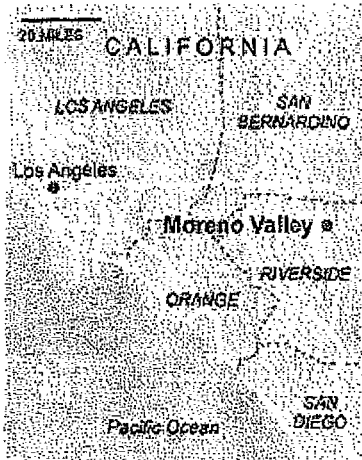 20 MILES
CALIFORNIA
LOS ANGELES
SAN
BERNARDINO
Los Angeles
Moreno Valley
RIVERSIDE
ORANGE
SAN
DIEGO
Pacific Ocean